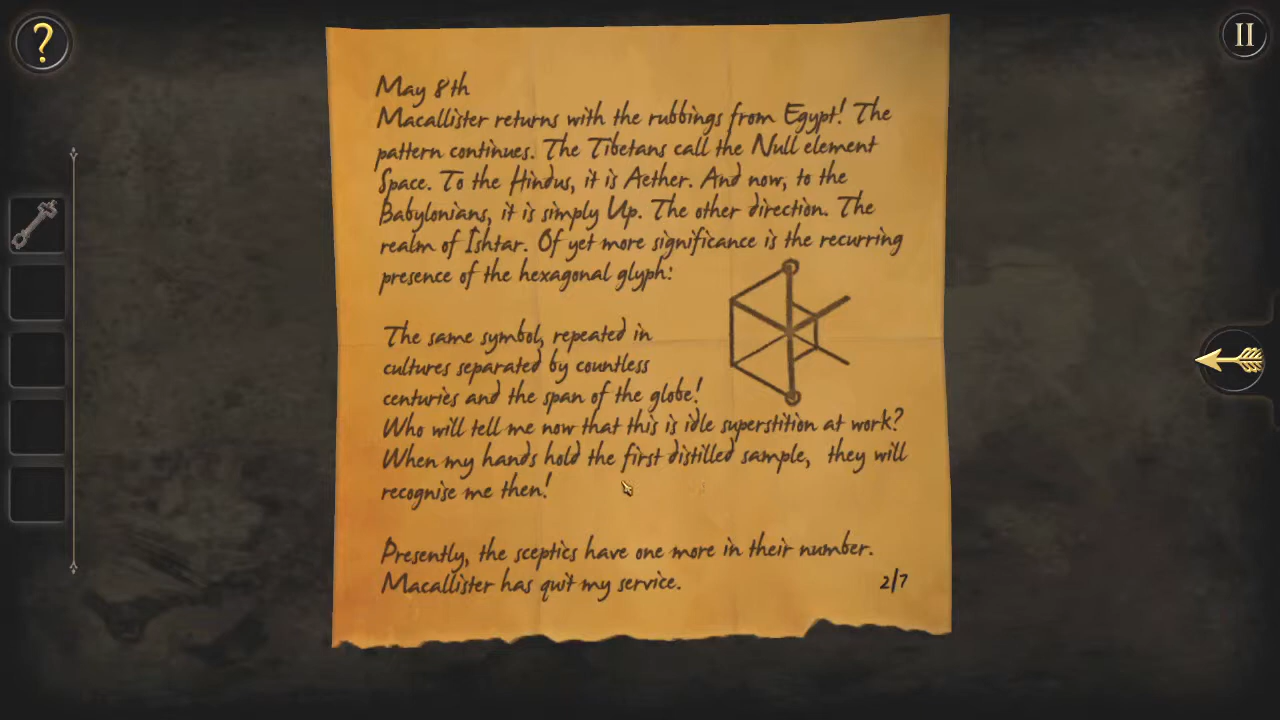 ?
II
May 8th
Macallister returns with the rubbings from Egypt! The
pattern continues. The Tibetans call the Null element
Space. To the Hindus, it is Aether. And now, to the
Babylonians, it is simply Up. The other direction. The
realm of Ishtar. Of yet more significance is the recurring
presence of the hexagonal glyph:
The same symbol, repeated in
cultures separated by countless
centuries and the span of the globe!
Who will tell me now that this is idle superstition at work?
When my hands hold the first distilled sample, they will
recognise me then!
Presently, the sceptics have one more in their number.
Macallister has quit my service.
2/7